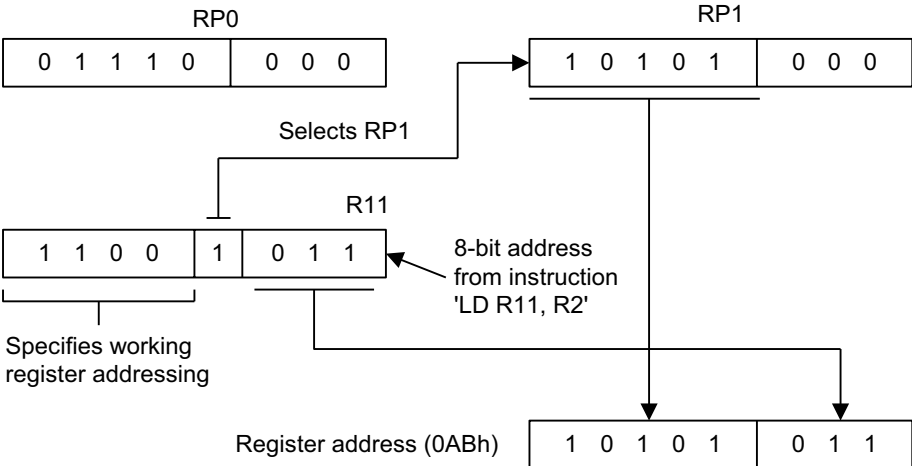 RP0
RP1
0 1 1 1 0 0 0 0
1 0 1 0 1 0 0 0
Selects RP1
R11
1 1 0 0 1 0 1 1
8-bit address
from instruction
'LD R11, R2'
Specifies working
register addressing
Register address (0ABh)
1 0 1 0 1 0 1 1